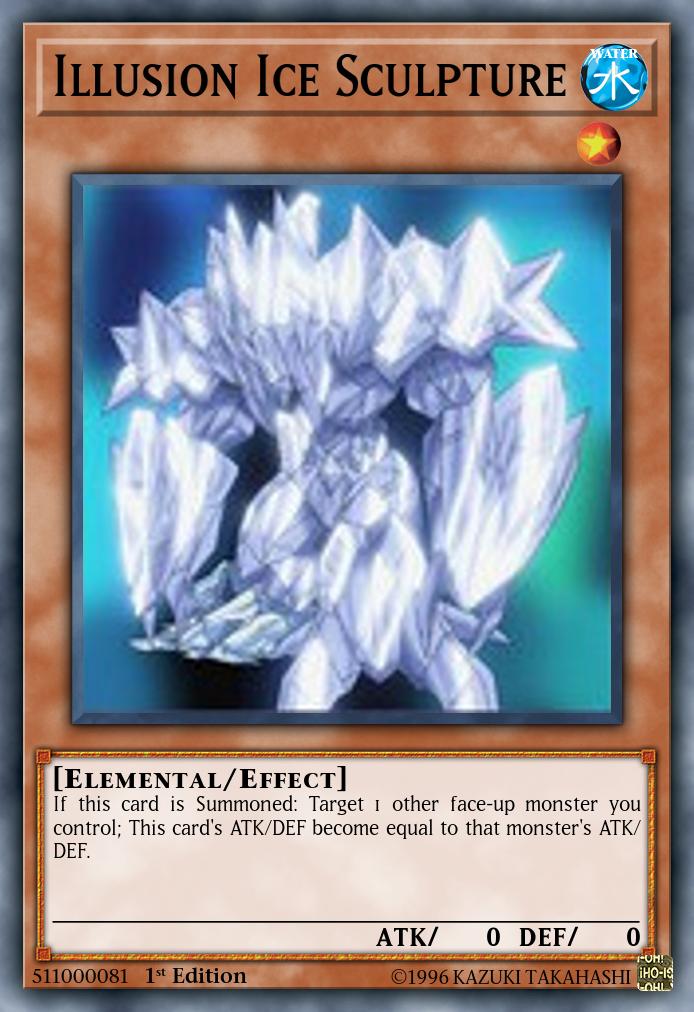 Illusion Ice Sculpture
WATER
水
[Elemental/Effect]
If this card is Summoned: Target 1 other face-up monster you
control; This card's ATK/DEF become equal to that monster's ATK/
DEF.
ATK/ 0 DEF/ 0
511000081 1st Edition ©1996 KAZUKI TAKAHASHI